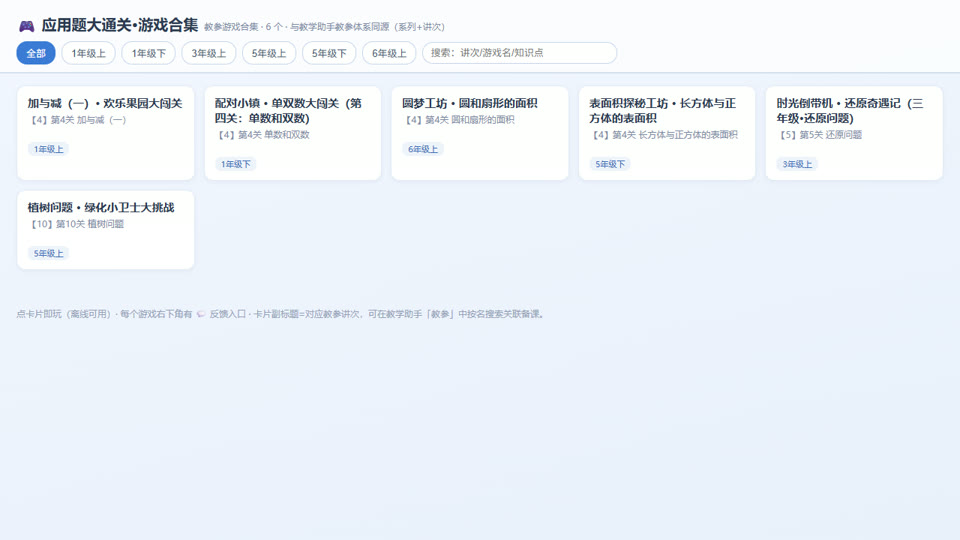 应用题大通关·游戏合集 教参游戏合集 · 6 个 · 与教学助手教参体系同源（系列+讲次）
全部 1年级上 1年级下 3年级上 5年级上 5年级下 6年级上 搜索：讲次/游戏名/知识点
加与减（一）·欢乐果园大闯关
【4】第4关 加与减（一）
1年级上
配对小镇·单双数大闯关（第
四关：单数和双数）
【4】第4关 单数和双数
1年级下
圆梦工坊·圆和扇形的面积
【4】第4关 圆和扇形的面积
6年级上
表面积探秘工坊·长方体与正
方体的表面积
【4】第4关 长方体与正方体的表面积
5年级下
时光倒带机·还原奇遇记（三
年级·还原问题）
【5】第5关 还原问题
3年级上
植树问题·绿化小卫士大挑战
【10】第10关 植树问题
5年级上
点卡片即玩（离线可用）· 每个游戏右下角有 反馈入口 · 卡片副标题=对应教参讲次，可在教学助手「教参」中按名搜索关联备课。